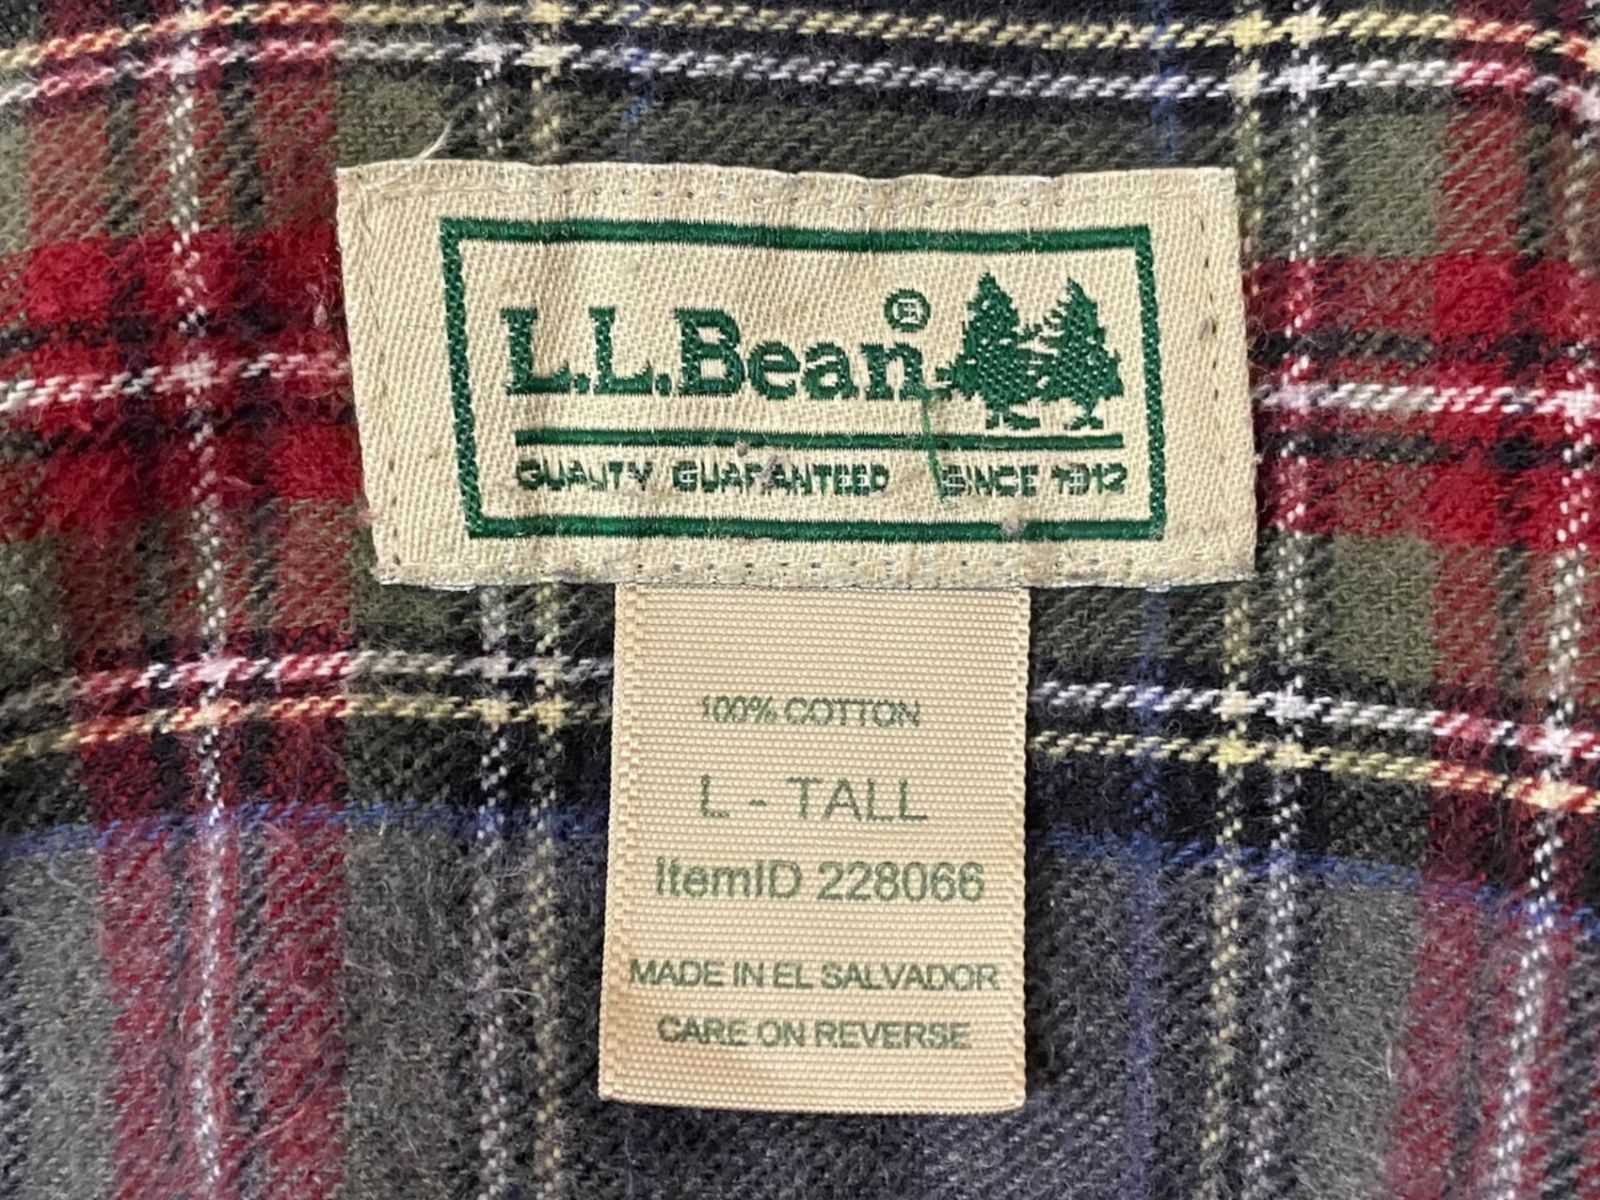 L.L.Bean®
QUALITY GUARANTEED SINCE 1912
100% COTTON
L - TALL
ItemID 228066
MADE IN EL SALVADOR
CARE ON REVERSE